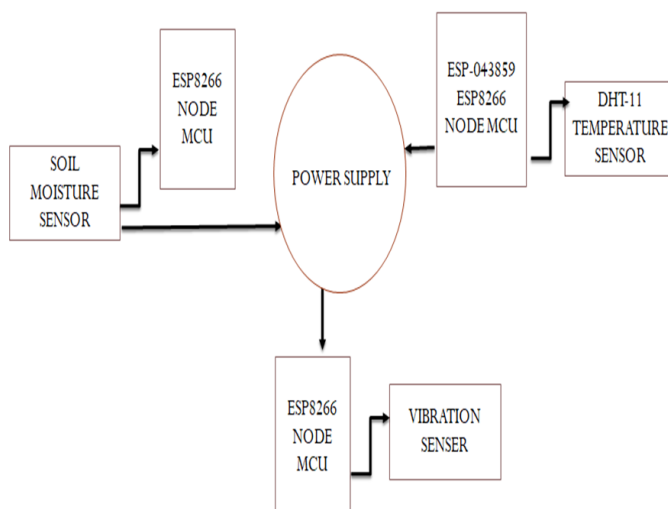 ESP8266
NODE
MCU
SOIL
MOISTURE
SENSOR
POWER SUPPLY
ESP-043859
ESP8266
NODE MCU
DHT-11
TEMPERATURE
SENSOR
ESP8266
NODE
MCU
VIBRATION
SENSER